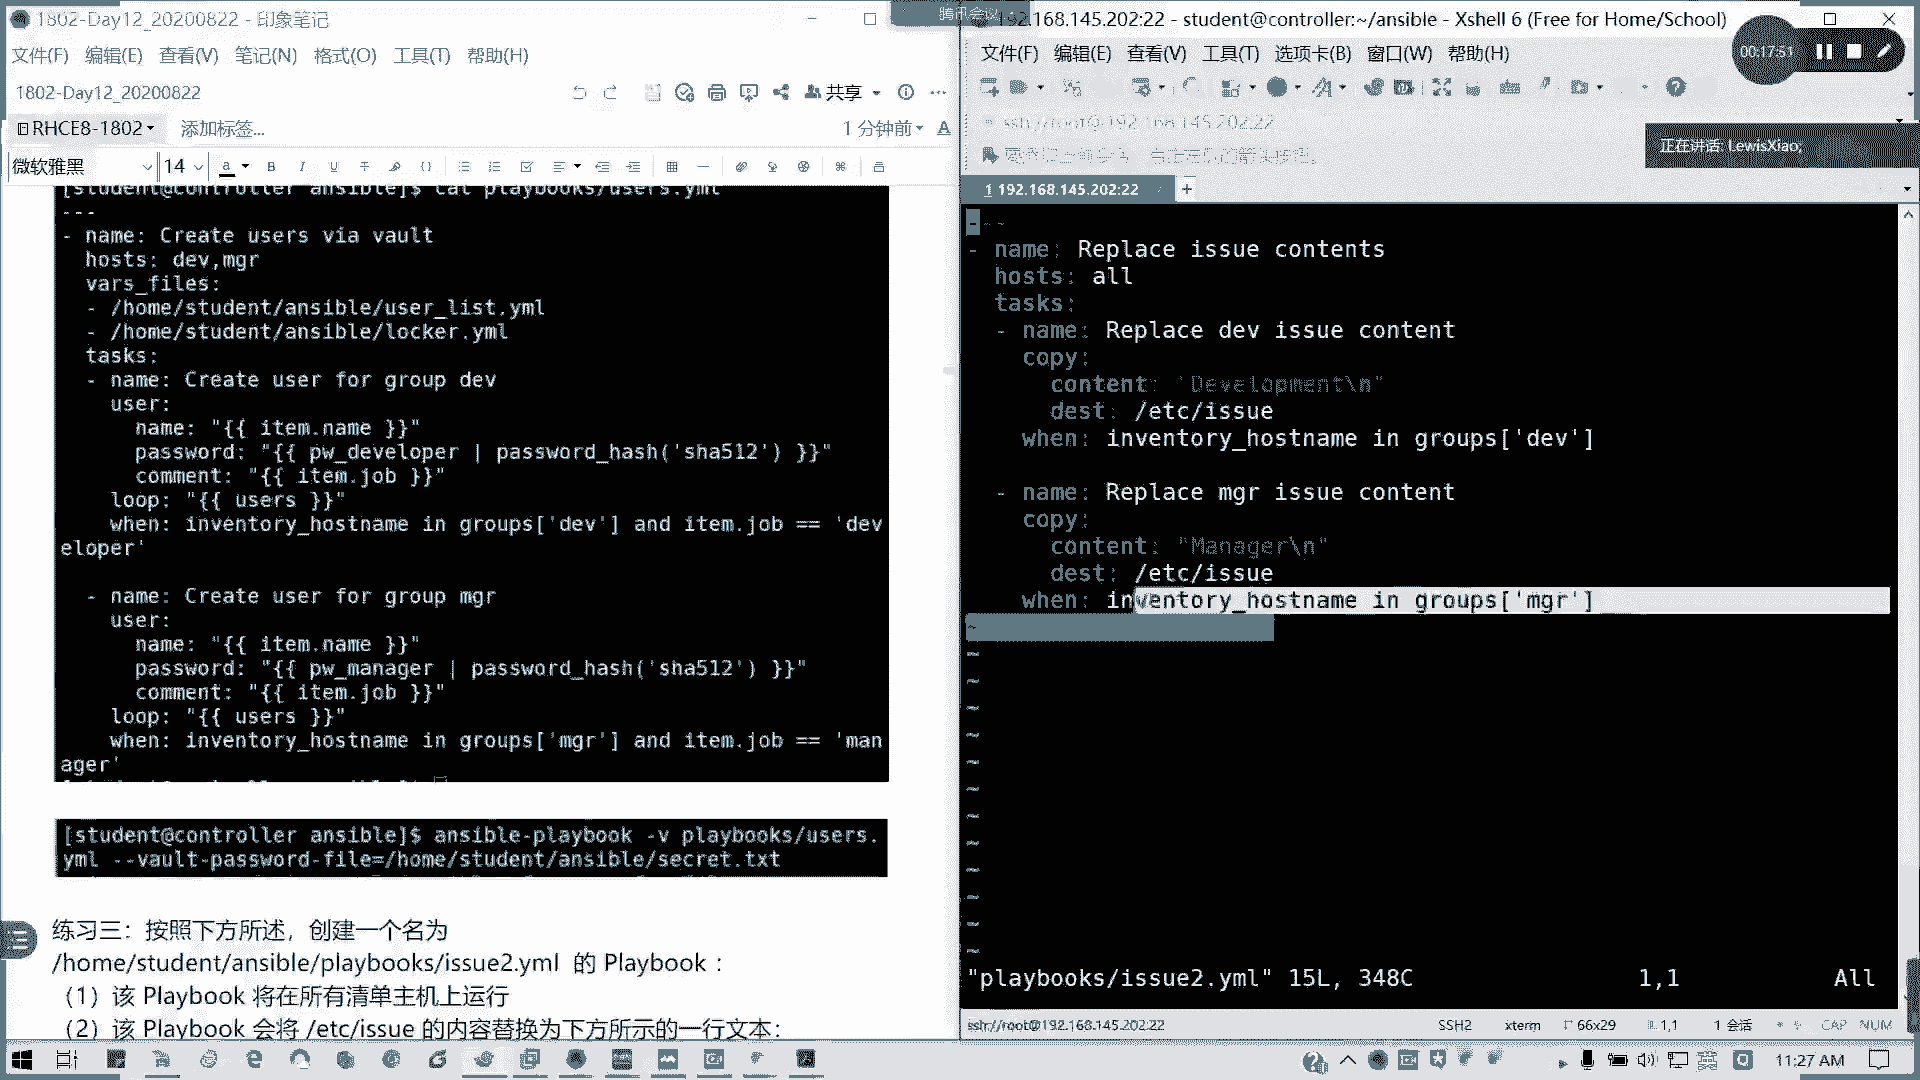 1802-Day12_20200822 - 印象笔记
文件(F) 编辑(E) 查看(V) 笔记(N) 格式(O) 工具(T) 帮助(H)
1802-Day12_20200822
共享
RHCE8-1802
添加标签...
1 分钟前
微软雅黑
14
[student@controller ansible]$ cat playbooks/users.yml
---
- name: Create users via vault
hosts: dev,mgr
vars_files:
- /home/student/ansible/user_list.yml
- /home/student/ansible/locker.yml
tasks:
- name: Create user for group dev
user:
name: "{{ item.name }}"
password: "{{ pw_developer | password_hash('sha512') }}"
comment: "{{ item.job }}"
loop: "{{ users }}"
when: inventory_hostname in groups['dev'] and item.job == 'dev
eloper'
- name: Create user for group mgr
user:
name: "{{ item.name }}"
password: "{{ pw_manager | password_hash('sha512') }}"
comment: "{{ item.job }}"
loop: "{{ users }}"
when: inventory_hostname in groups['mgr'] and item.job == 'man
ager'
[student@controller ansible]$ ansible-playbook -v playbooks/users.
yml --vault-password-file=/home/student/ansible/secret.txt
练习三：按照下方所述，创建一个名为
/home/student/ansible/playbooks/issue2.yml 的 Playbook：
（1）该 Playbook 将在所有清单主机上运行
（2）该 Playbook 会将 /etc/issue 的内容替换为下方所示的一行文本：
腾讯会议
192.168.145.202:22 - student@controller:~/ansible - Xshell 6 (Free for Home/School)
文件(F) 编辑(E) 查看(V) 工具(T) 选项卡(B) 窗口(W) 帮助(H)
00:17:51
ssh://root@192.168.145.202:22
正在讲话: LewisXiao;
1 192.168.145.202:22
+
---
- name: Replace issue contents
hosts: all
tasks:
- name: Replace dev issue content
copy:
content: "Development\n"
dest: /etc/issue
when: inventory_hostname in groups['dev']
- name: Replace mgr issue content
copy:
content: "Manager\n"
dest: /etc/issue
when: inventory_hostname in groups['mgr']
~
~
~
~
~
~
~
~
~
~
~
~
~
"playbooks/issue2.yml" 15L, 348C 1,1 All
ssh://root@192.168.145.202:22 SSH2 xterm 66x29 1,1 1 会话 CAP NUM
11:27 AM